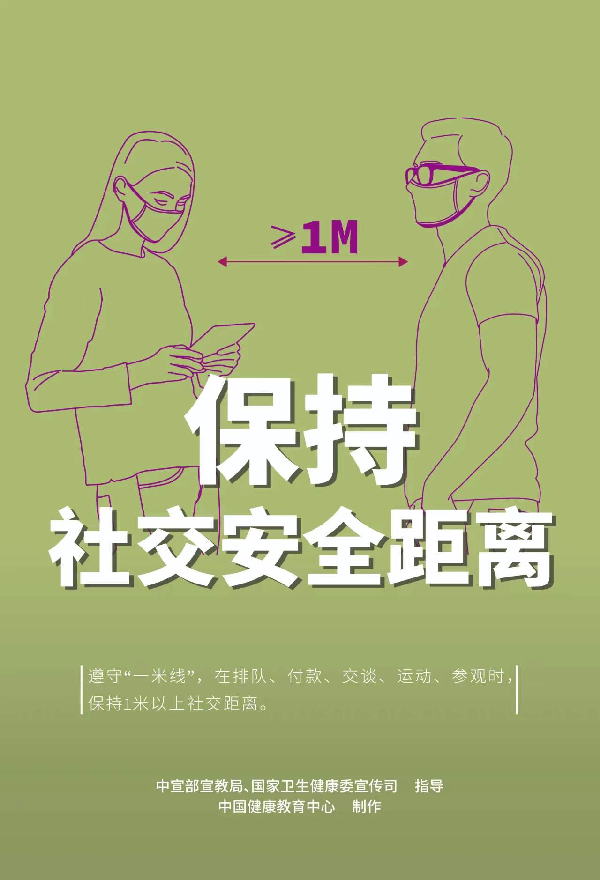 ⩾1M
保持
社交安全距离
遵守“一米线”，在排队、付款、交谈、运动、参观时，
保持1米以上社交距离。
中宣部宣教局、国家卫生健康委宣传司 指导
中国健康教育中心 制作